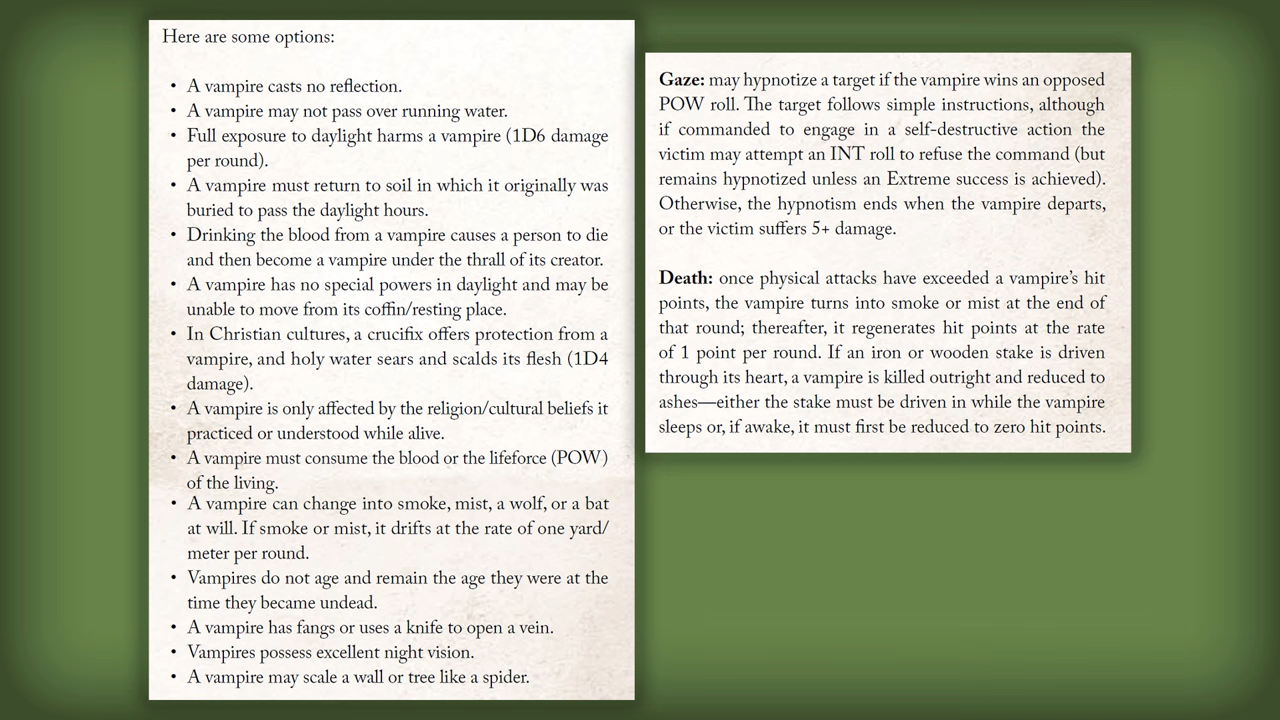 Here are some options:
• A vampire casts no reflection.
• A vampire may not pass over running water.
• Full exposure to daylight harms a vampire (1D6 damage
per round).
• A vampire must return to soil in which it originally was
buried to pass the daylight hours.
• Drinking the blood from a vampire causes a person to die
and then become a vampire under the thrall of its creator.
• A vampire has no special powers in daylight and may be
unable to move from its coffin/resting place.
• In Christian cultures, a crucifix offers protection from a
vampire, and holy water sears and scalds its flesh (1D4
damage).
• A vampire is only affected by the religion/cultural beliefs it
practiced or understood while alive.
• A vampire must consume the blood or the lifeforce (POW)
of the living.
• A vampire can change into smoke, mist, a wolf, or a bat
at will. If smoke or mist, it drifts at the rate of one yard/
meter per round.
• Vampires do not age and remain the age they were at the
time they became undead.
• A vampire has fangs or uses a knife to open a vein.
• Vampires possess excellent night vision.
• A vampire may scale a wall or tree like a spider.
Gaze: may hypnotize a target if the vampire wins an opposed
POW roll. The target follows simple instructions, although
if commanded to engage in a self-destructive action the
victim may attempt an INT roll to refuse the command (but
remains hypnotized unless an Extreme success is achieved).
Otherwise, the hypnotism ends when the vampire departs,
or the victim suffers 5+ damage.
Death: once physical attacks have exceeded a vampire’s hit
points, the vampire turns into smoke or mist at the end of
that round; thereafter, it regenerates hit points at the rate
of 1 point per round. If an iron or wooden stake is driven
through its heart, a vampire is killed outright and reduced to
ashes—either the stake must be driven in while the vampire
sleeps or, if awake, it must first be reduced to zero hit points.